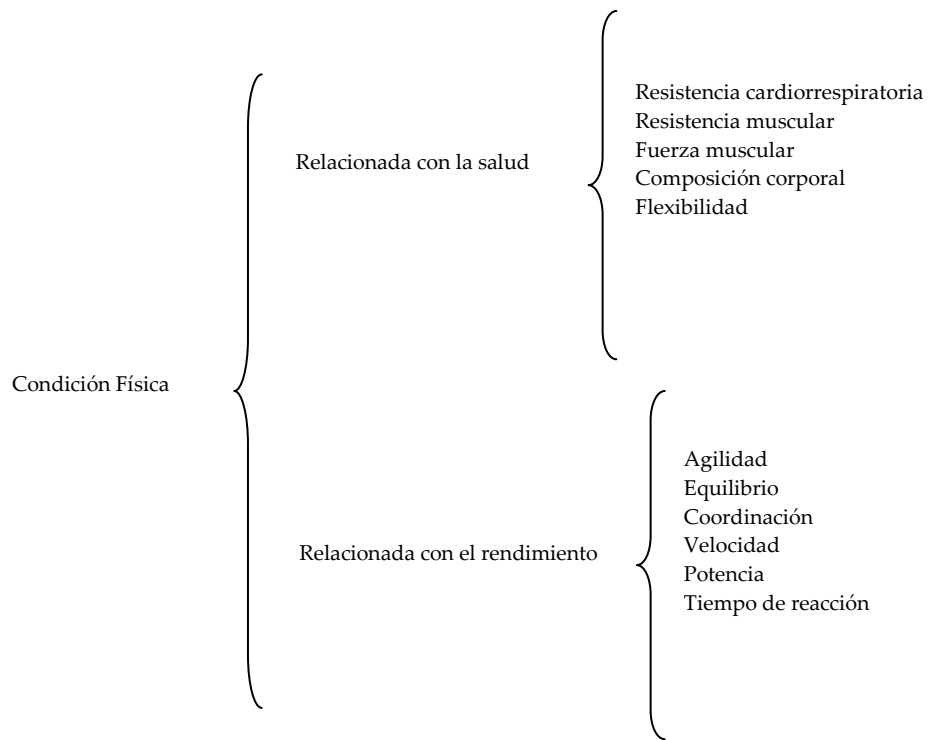 Condición Física
Relacionada con la salud
Resistencia cardiorrespiratoria
Resistencia muscular
Fuerza muscular
Composición corporal
Flexibilidad
Relacionada con el rendimiento
Agilidad
Equilibrio
Coordinación
Velocidad
Potencia
Tiempo de reacción